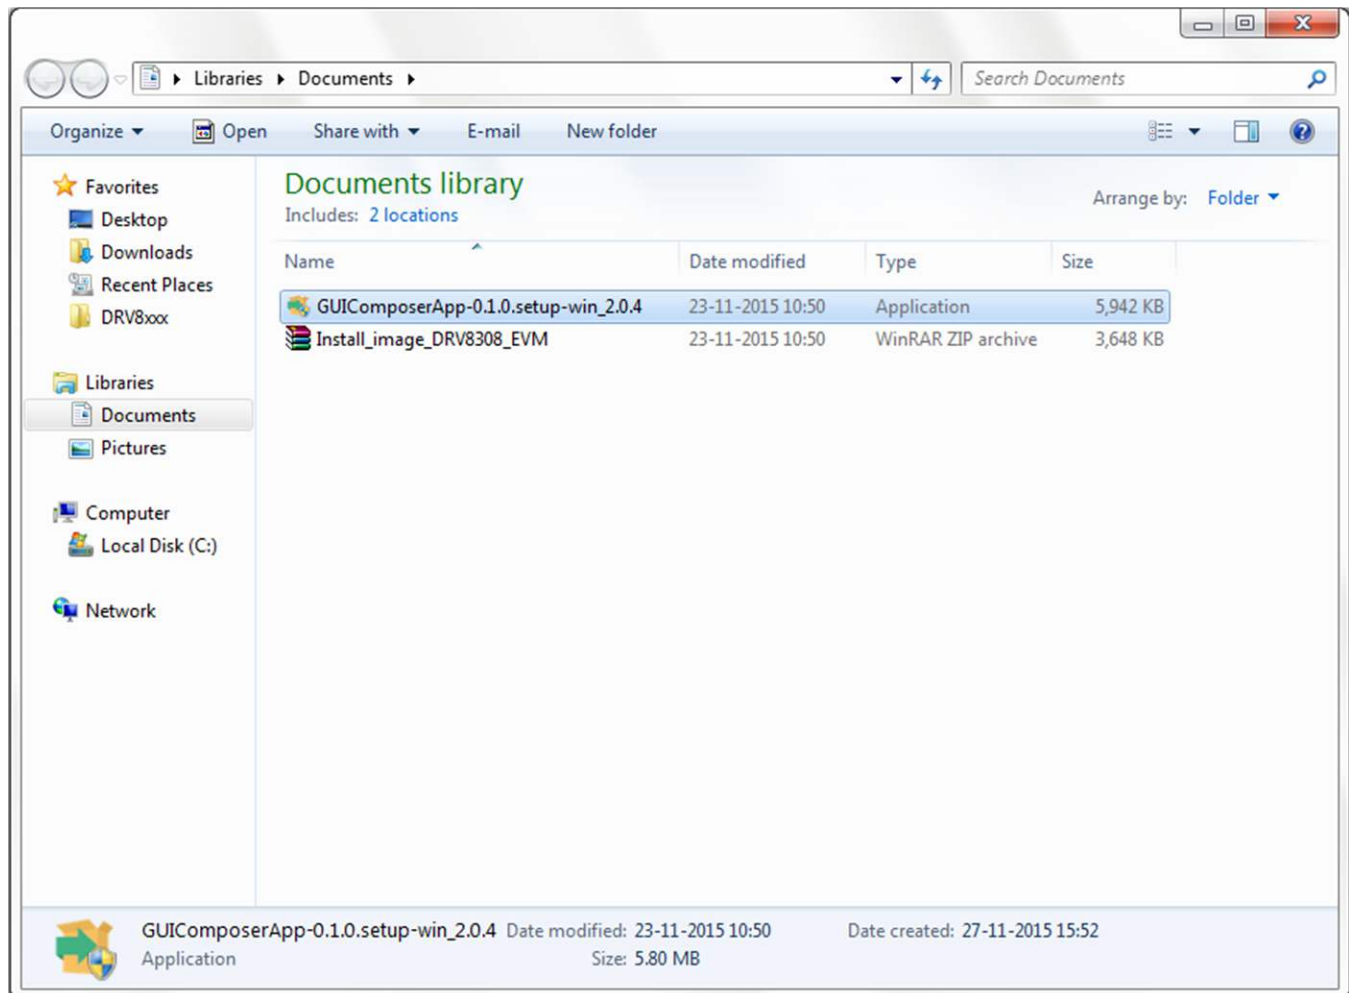 Libraries Documents
Search Documents
Organize Open Share with E-mail New folder
Favorites
Desktop
Downloads
Recent Places
DRV8xxx
Libraries
Documents
Pictures
Computer
Local Disk (C:)
Network
Documents library
Includes: 2 locations
Arrange by: Folder
Name Date modified Type Size
GUIComposerApp-0.1.0.setup-win_2.0.4 23-11-2015 10:50 Application 5,942 KB
Install_image_DRV8308_EVM 23-11-2015 10:50 WinRAR ZIP archive 3,648 KB
GUIComposerApp-0.1.0.setup-win_2.0.4 Date modified: 23-11-2015 10:50 Date created: 27-11-2015 15:52
Application Size: 5.80 MB